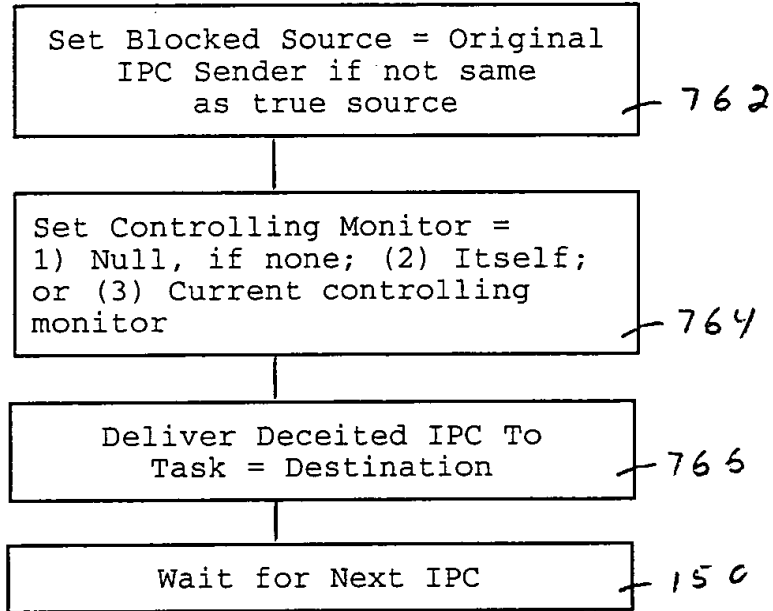 Set Blocked Source = Original
IPC Sender if not same
as true source
762
Set Controlling Monitor =
1) Null, if none; (2) Itself;
or (3) Current controlling
monitor
764
Deliver Deceited IPC To
Task = Destination
766
Wait for Next IPC
150